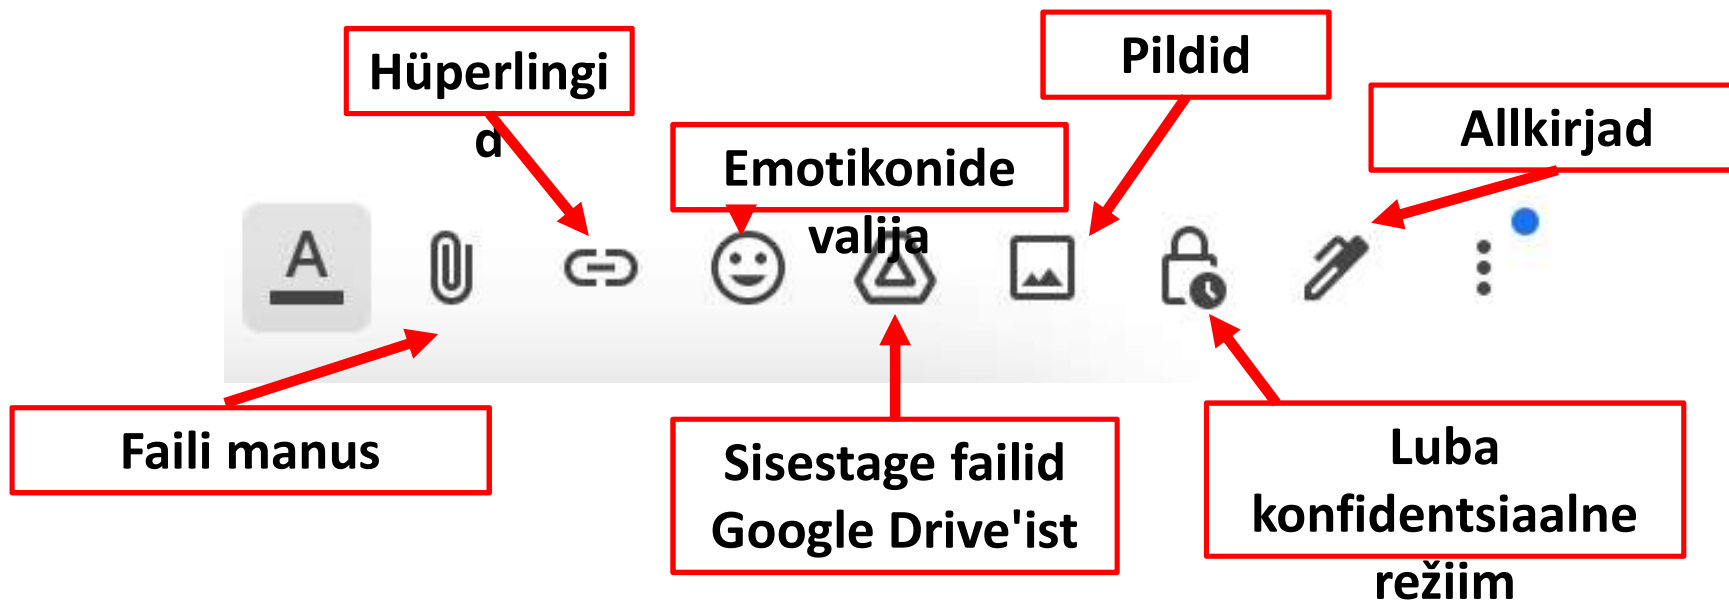 Hüperlingi
d
Pildid
Allkirjad
Emotikonide
valija
A
Faili manus
Sisestage failid
Google Drive'ist
Luba
konfidentsiaalne
režiim